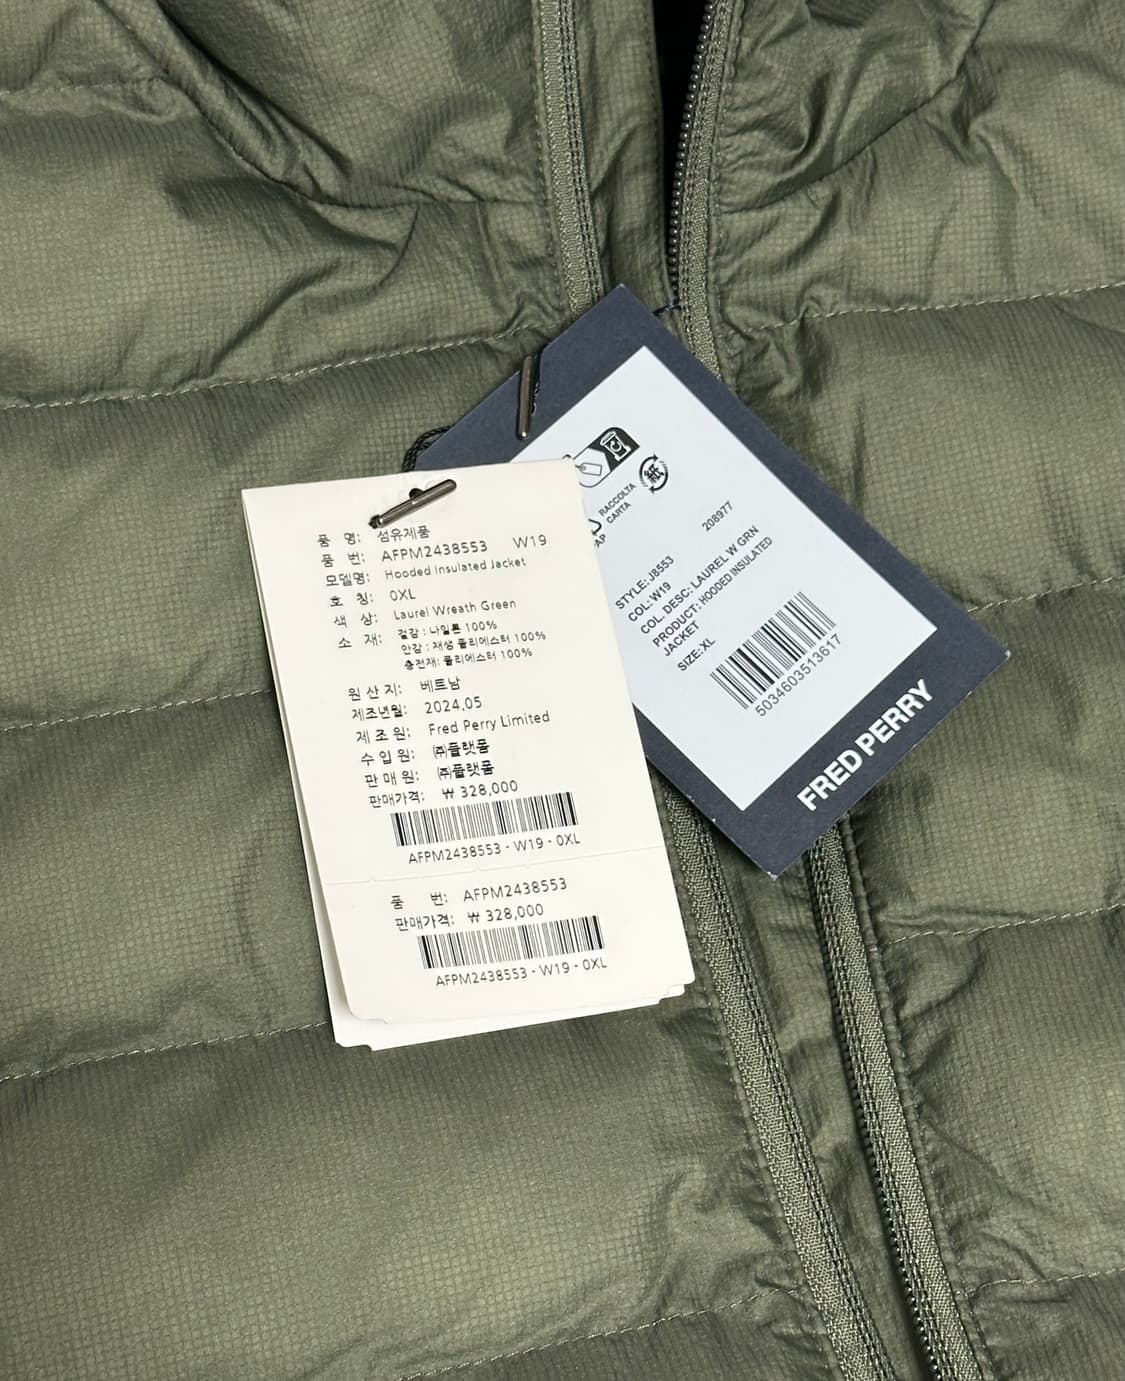 품 명: 섬유제품
품 번: AFPM2438553 W19
모델명: Hooded Insulated Jacket
호 칭: 0XL
색 상: Laurel Wreath Green
소 재: 겉감 : 나일론 100%
안감 : 재생 폴리에스터 100%
충전재: 폴리에스터 100%
원 산 지: 베트남
제조년월: 2024,05
제 조 원: Fred Perry Limited
수 입 원: ㈜플랫폼
판 매 원: ㈜플랫폼
판매가격: ₩ 328,000
AFPM2438553 - W19 - 0XL
품 번: AFPM2438553
판매가격: ₩ 328,000
AFPM2438553 - W19 - 0XL
紙
RACCOLTA
CARTA
AP
208977
STYLE: J8553
COL: W19
COL. DESC: LAUREL W GRN
PRODUCT: HOODED INSULATED
JACKET
SIZE: XL
5034603513617
FRED PERRY